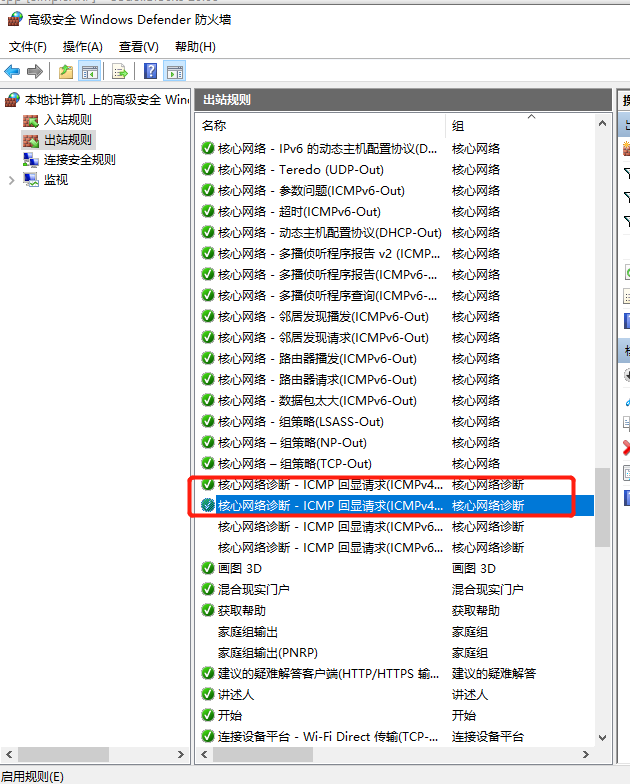 高级安全 Windows Defender 防火墙
文件(F) 操作(A) 查看(V) 帮助(H)
本地计算机 上的高级安全 Win
入站规则
出站规则
连接安全规则
监视
出站规则
名称 组
核心网络 - IPv6 的动态主机配置协议(D... 核心网络
核心网络 - Teredo (UDP-Out) 核心网络
核心网络 - 参数问题(ICMPv6-Out) 核心网络
核心网络 - 超时(ICMPv6-Out) 核心网络
核心网络 - 动态主机配置协议(DHCP-Out) 核心网络
核心网络 - 多播侦听程序报告 v2 (ICMP... 核心网络
核心网络 - 多播侦听程序报告(ICMPv6-... 核心网络
核心网络 - 多播侦听程序查询(ICMPv6-... 核心网络
核心网络 - 邻居发现播发(ICMPv6-Out) 核心网络
核心网络 - 邻居发现请求(ICMPv6-Out) 核心网络
核心网络 - 路由器播发(ICMPv6-Out) 核心网络
核心网络 - 路由器请求(ICMPv6-Out) 核心网络
核心网络 - 数据包太大(ICMPv6-Out) 核心网络
核心网络 - 组策略(LSASS-Out) 核心网络
核心网络 – 组策略(NP-Out) 核心网络
核心网络 – 组策略(TCP-Out) 核心网络
核心网络诊断 - ICMP 回显请求(ICMPv4... 核心网络诊断
核心网络诊断 - ICMP 回显请求(ICMPv4... 核心网络诊断
核心网络诊断 - ICMP 回显请求(ICMPv6... 核心网络诊断
核心网络诊断 - ICMP 回显请求(ICMPv6... 核心网络诊断
画图 3D 画图 3D
混合现实门户 混合现实门户
获取帮助 获取帮助
家庭组输出 家庭组
家庭组输出(PNRP) 家庭组
建议的疑难解答客户端(HTTP/HTTPS 输... 建议的疑难解答
讲述人 讲述人
开始 开始
连接设备平台 - Wi-Fi Direct 传输(TCP-... 连接设备平台
启用规则(E)